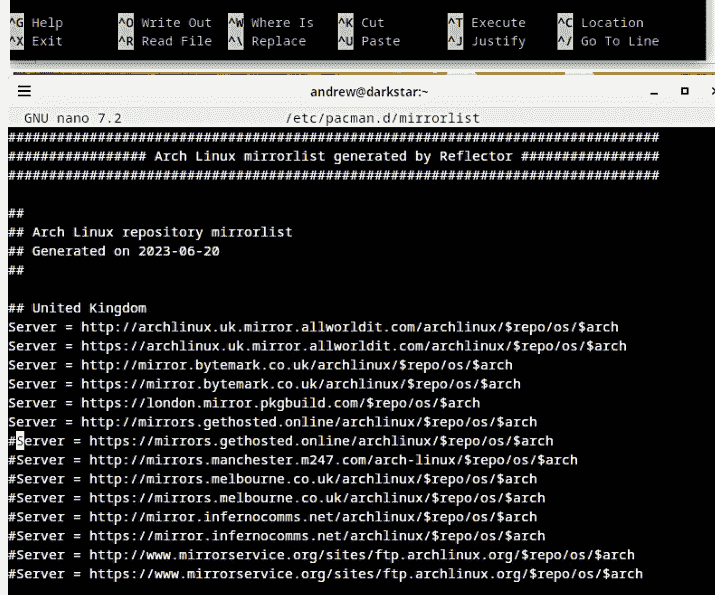 ^G Help ^O Write Out ^W Where Is ^K Cut ^T Execute ^C Location
^X Exit ^R Read File ^\ Replace ^U Paste ^J Justify ^/ Go To Line
andrew@darkstar:~
GNU nano 7.2 /etc/pacman.d/mirrorlist
################################################################################
################# Arch Linux mirrorlist generated by Reflector #################
################################################################################
##
## Arch Linux repository mirrorlist
## Generated on 2023-06-20
##
## United Kingdom
Server = http://archlinux.uk.mirror.allworldit.com/archlinux/$repo/os/$arch
Server = https://archlinux.uk.mirror.allworldit.com/archlinux/$repo/os/$arch
Server = http://mirror.bytemark.co.uk/archlinux/$repo/os/$arch
Server = https://mirror.bytemark.co.uk/archlinux/$repo/os/$arch
Server = https://london.mirror.pkgbuild.com/$repo/os/$arch
Server = http://mirrors.gethosted.online/archlinux/$repo/os/$arch
#Server = https://mirrors.gethosted.online/archlinux/$repo/os/$arch
#Server = http://mirrors.manchester.m247.com/arch-linux/$repo/os/$arch
#Server = http://mirrors.melbourne.co.uk/archlinux/$repo/os/$arch
#Server = https://mirrors.melbourne.co.uk/archlinux/$repo/os/$arch
#Server = http://mirror.infernocomms.net/archlinux/$repo/os/$arch
#Server = https://mirror.infernocomms.net/archlinux/$repo/os/$arch
#Server = http://www.mirrorservice.org/sites/ftp.archlinux.org/$repo/os/$arch
#Server = https://www.mirrorservice.org/sites/ftp.archlinux.org/$repo/os/$arch